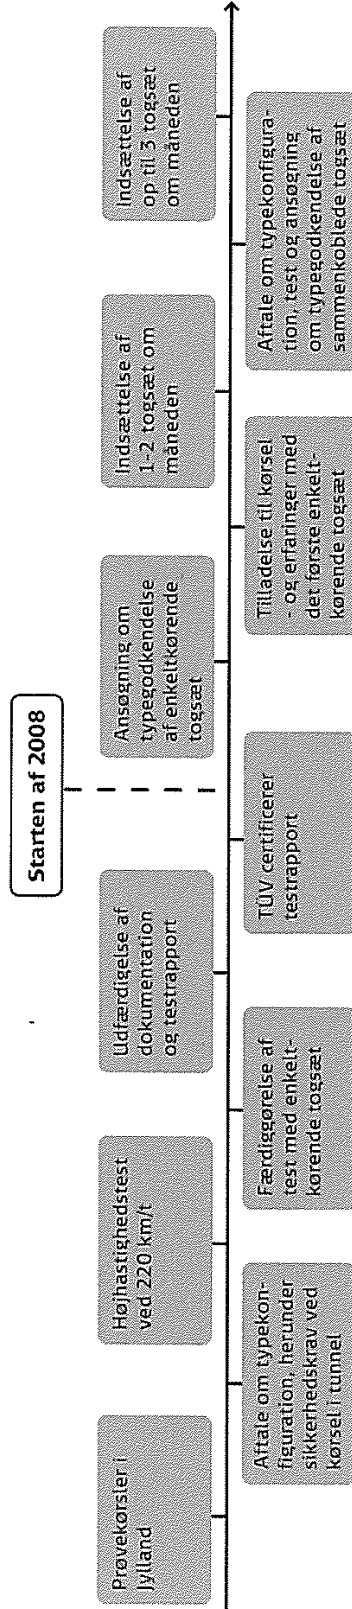 Starten af 2008
Prøvekørsler i
Jylland
Aftale om typekon-
figuration, herunder
sikkerhedskrav ved
kørsel i tunnel
Højhastighedstest
ved 220 km/t
Færdiggørelse af
test med enkelt-
kørende togsæt
Udfærdigelse af
dokumentation
og testrapport
TÜV certificerer
testrapport
Ansøgning om
typegodkendelse
af enkeltkørende
togsæt
Tilladelse til kørsel
- og erfaringer med
det første enkelt-
kørende togsæt
Indsættelse af
1-2 togsæt om
måneden
Aftale om typekonfigura-
tion, test og ansøgning
om typegodkendelse af
sammenkoblede togsæt
Indsættelse af
op til 3 togsæt
om måneden